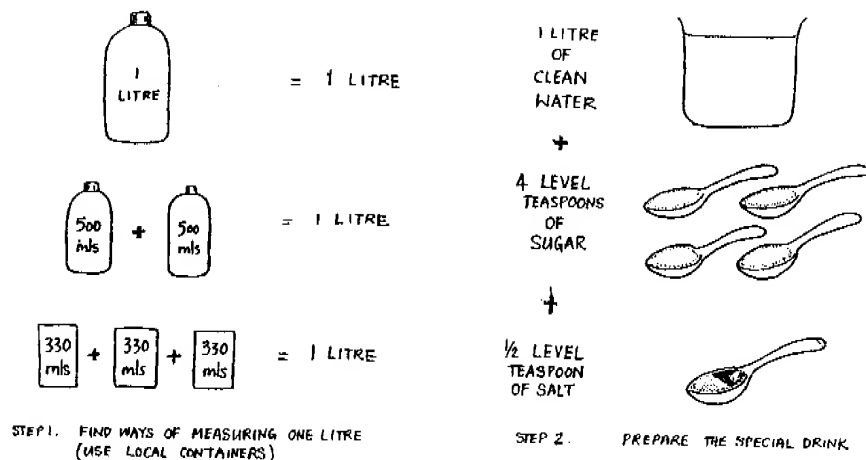 1
LITRE
= 1 LITRE
500
mls
+
500
mls
= 1 LITRE
330
mls
+
330
mls
+
330
mls
= 1 LITRE
STEP 1. FIND WAYS OF MEASURING ONE LITRE
(USE LOCAL CONTAINERS)
1 LITRE
OF
CLEAN
WATER
+
4 LEVEL
TEASPOONS
OF
SUGAR
+
½ LEVEL
TEASPOON
OF SALT
STEP 2. PREPARE THE SPECIAL DRINK